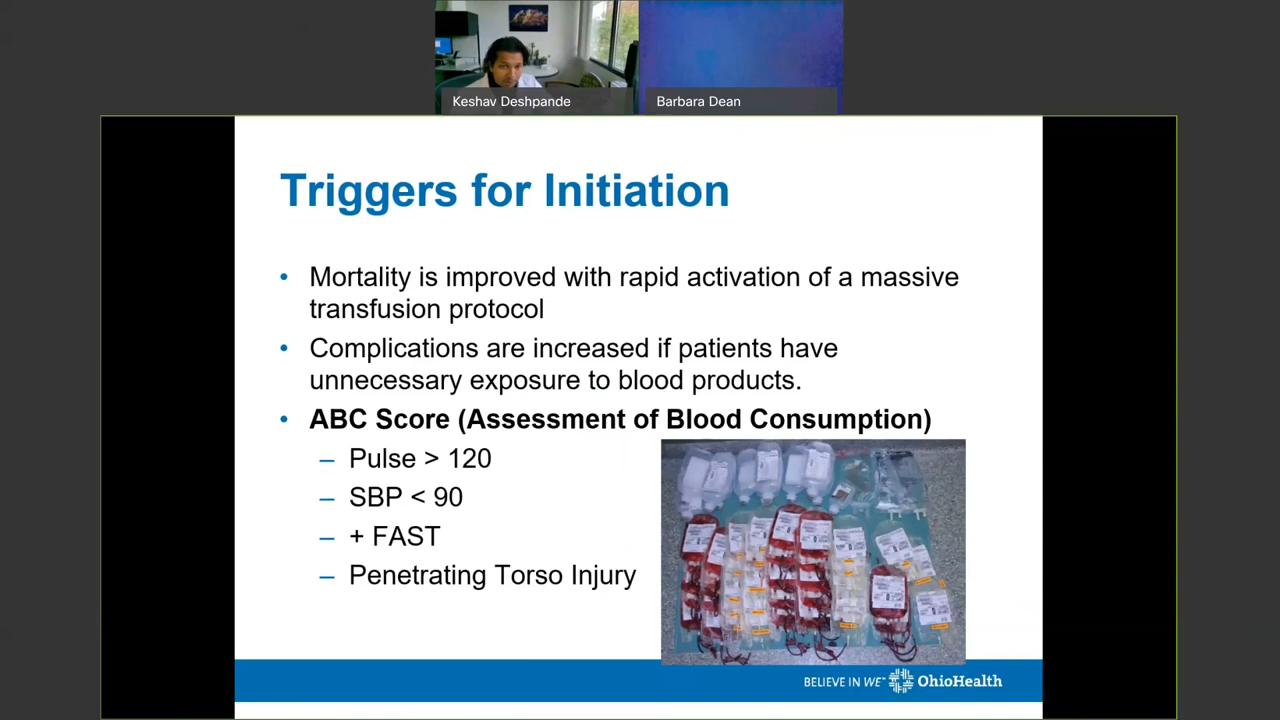 Keshav Deshpande
Barbara Dean
Triggers for Initiation
• Mortality is improved with rapid activation of a massive
transfusion protocol
• Complications are increased if patients have
unnecessary exposure to blood products.
• ABC Score (Assessment of Blood Consumption)
– Pulse > 120
– SBP < 90
– + FAST
– Penetrating Torso Injury
BELIEVE IN WE℠ OhioHealth